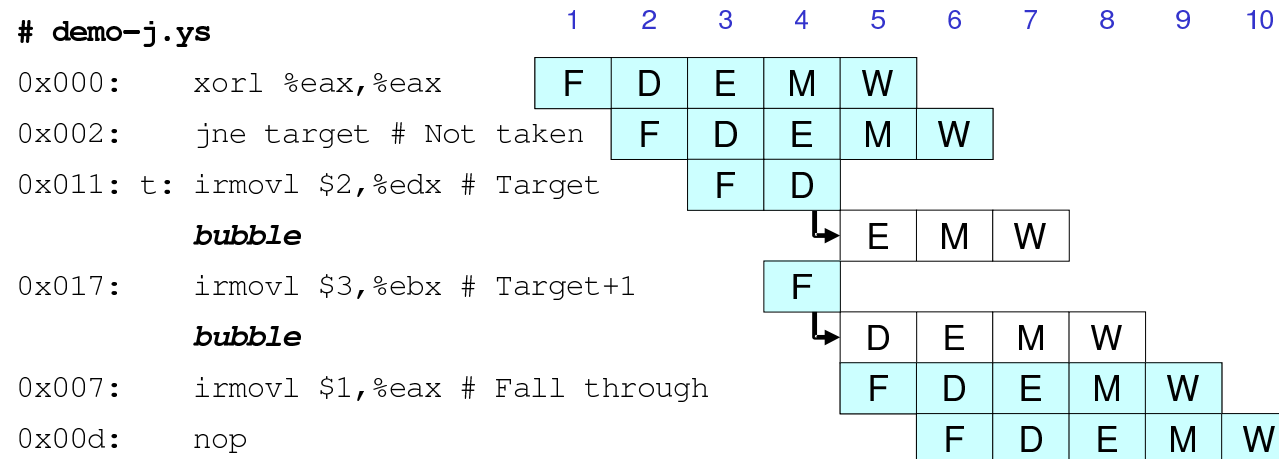 1 2 3 4 5 6 7 8 9 10
# demo-j.ys
0x000: xorl %eax,%eax F D E M W
0x002: jne target # Not taken F D E M W
0x011: t: irmovl $2,%edx # Target F D
bubble E M W
0x017: irmovl $3,%ebx # Target+1 F
bubble D E M W
0x007: irmovl $1,%eax # Fall through F D E M W
0x00d: nop F D E M W